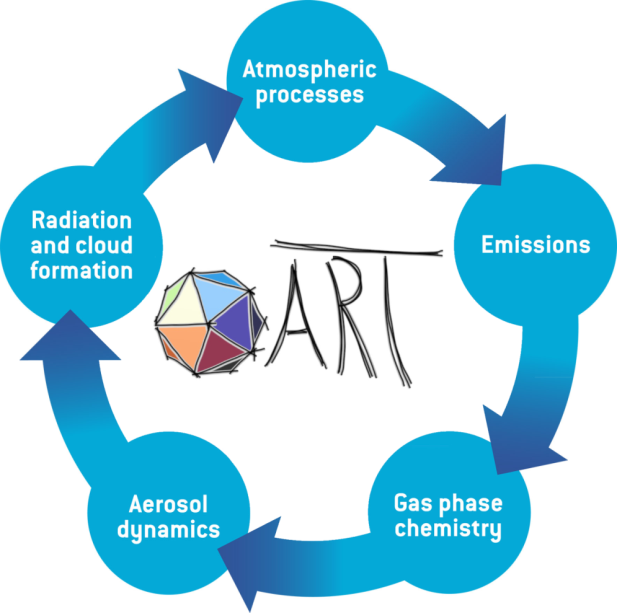 Atmospheric
processes
Emissions
Gas phase
chemistry
Aerosol
dynamics
Radiation
and cloud
formation
ART